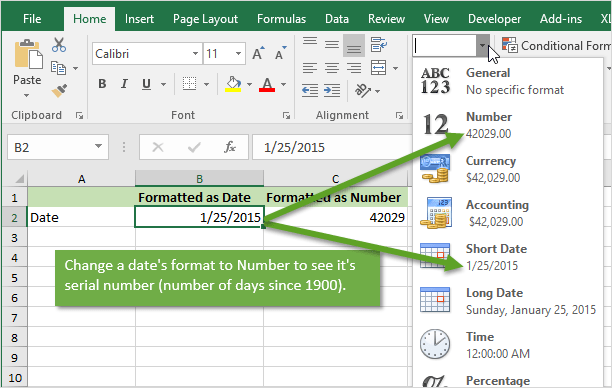 File Home Insert Page Layout Formulas Data Review View Developer Add-ins XL
Calibri 11 A A
B I U A
Clipboard Font Alignment
Conditional Form
B2 fx 1/25/2015
A B C
1 Formatted as Date Formatted as Number
2 Date 1/25/2015 42029
3
4
5
6
7
8
9
10
Change a date's format to Number to see it's
serial number (number of days since 1900).
ABC
123
General
No specific format
12
Number
42029.00
Currency
$42,029.00
Accounting
$42,029.00
Short Date
1/25/2015
Long Date
Sunday, January 25, 2015
Time
12:00:00 AM
Percentage